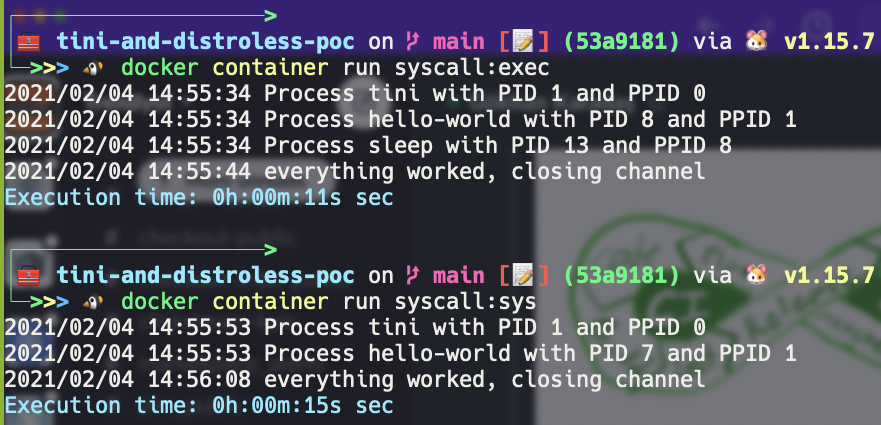 tini-and-distroless-poc on main [📝] (53a9181) via 🐹 v1.15.7
>>> docker container run syscall:exec
2021/02/04 14:55:34 Process tini with PID 1 and PPID 0
2021/02/04 14:55:34 Process hello-world with PID 8 and PPID 1
2021/02/04 14:55:34 Process sleep with PID 13 and PPID 8
2021/02/04 14:55:44 everything worked, closing channel
Execution time: 0h:00m:11s sec
checkout-public
tini-and-distroless-poc on main [📝] (53a9181) via 🐹 v1.15.7
>>> docker container run syscall:sys
2021/02/04 14:55:53 Process tini with PID 1 and PPID 0
2021/02/04 14:55:53 Process hello-world with PID 7 and PPID 1
2021/02/04 14:56:08 everything worked, closing channel
Execution time: 0h:00m:15s sec